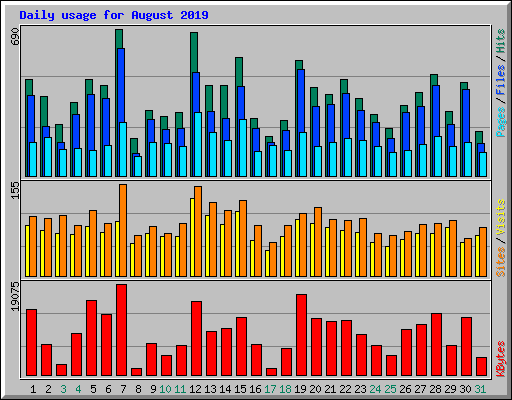 Daily usage for August 2019
690
Pages / Files / Hits
155
Sites / Visits
19075
KBytes
1 2 3 4 5 6 7 8 9 10 11 12 13 14 15 16 17 18 19 20 21 22 23 24 25 26 27 28 29 30 31